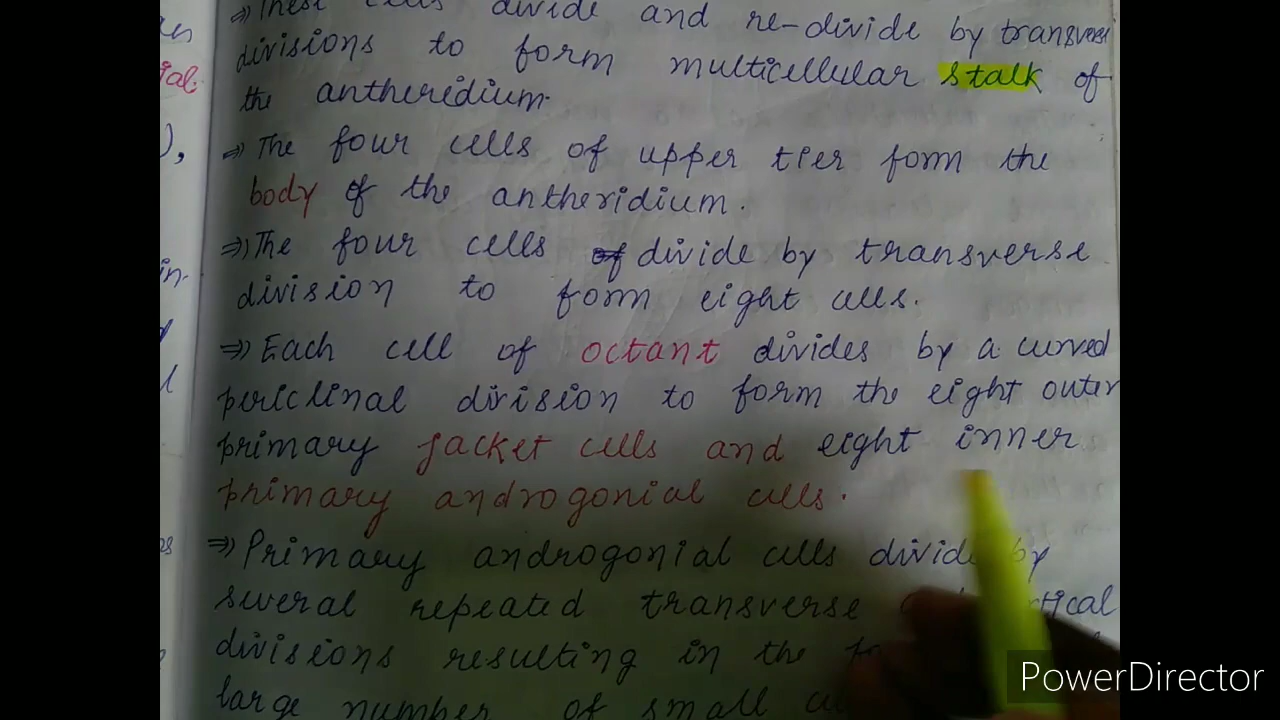 ⇒ These cells divide and re-divide by transverse
divisions to form multicellular stalk of
the antheridium.
⇒ The four cells of upper tier form the
body of the antheridium.
⇒ The four cells of divide by transverse
division to form eight cells.
⇒ Each cell of octant divides by a curved
periclinal division to form the eight outer
primary jacket cells and eight inner
primary androgonial cells.
⇒ Primary androgonial cells divide by
several repeated transverse
divisions resulting in the
large number of small
PowerDirector